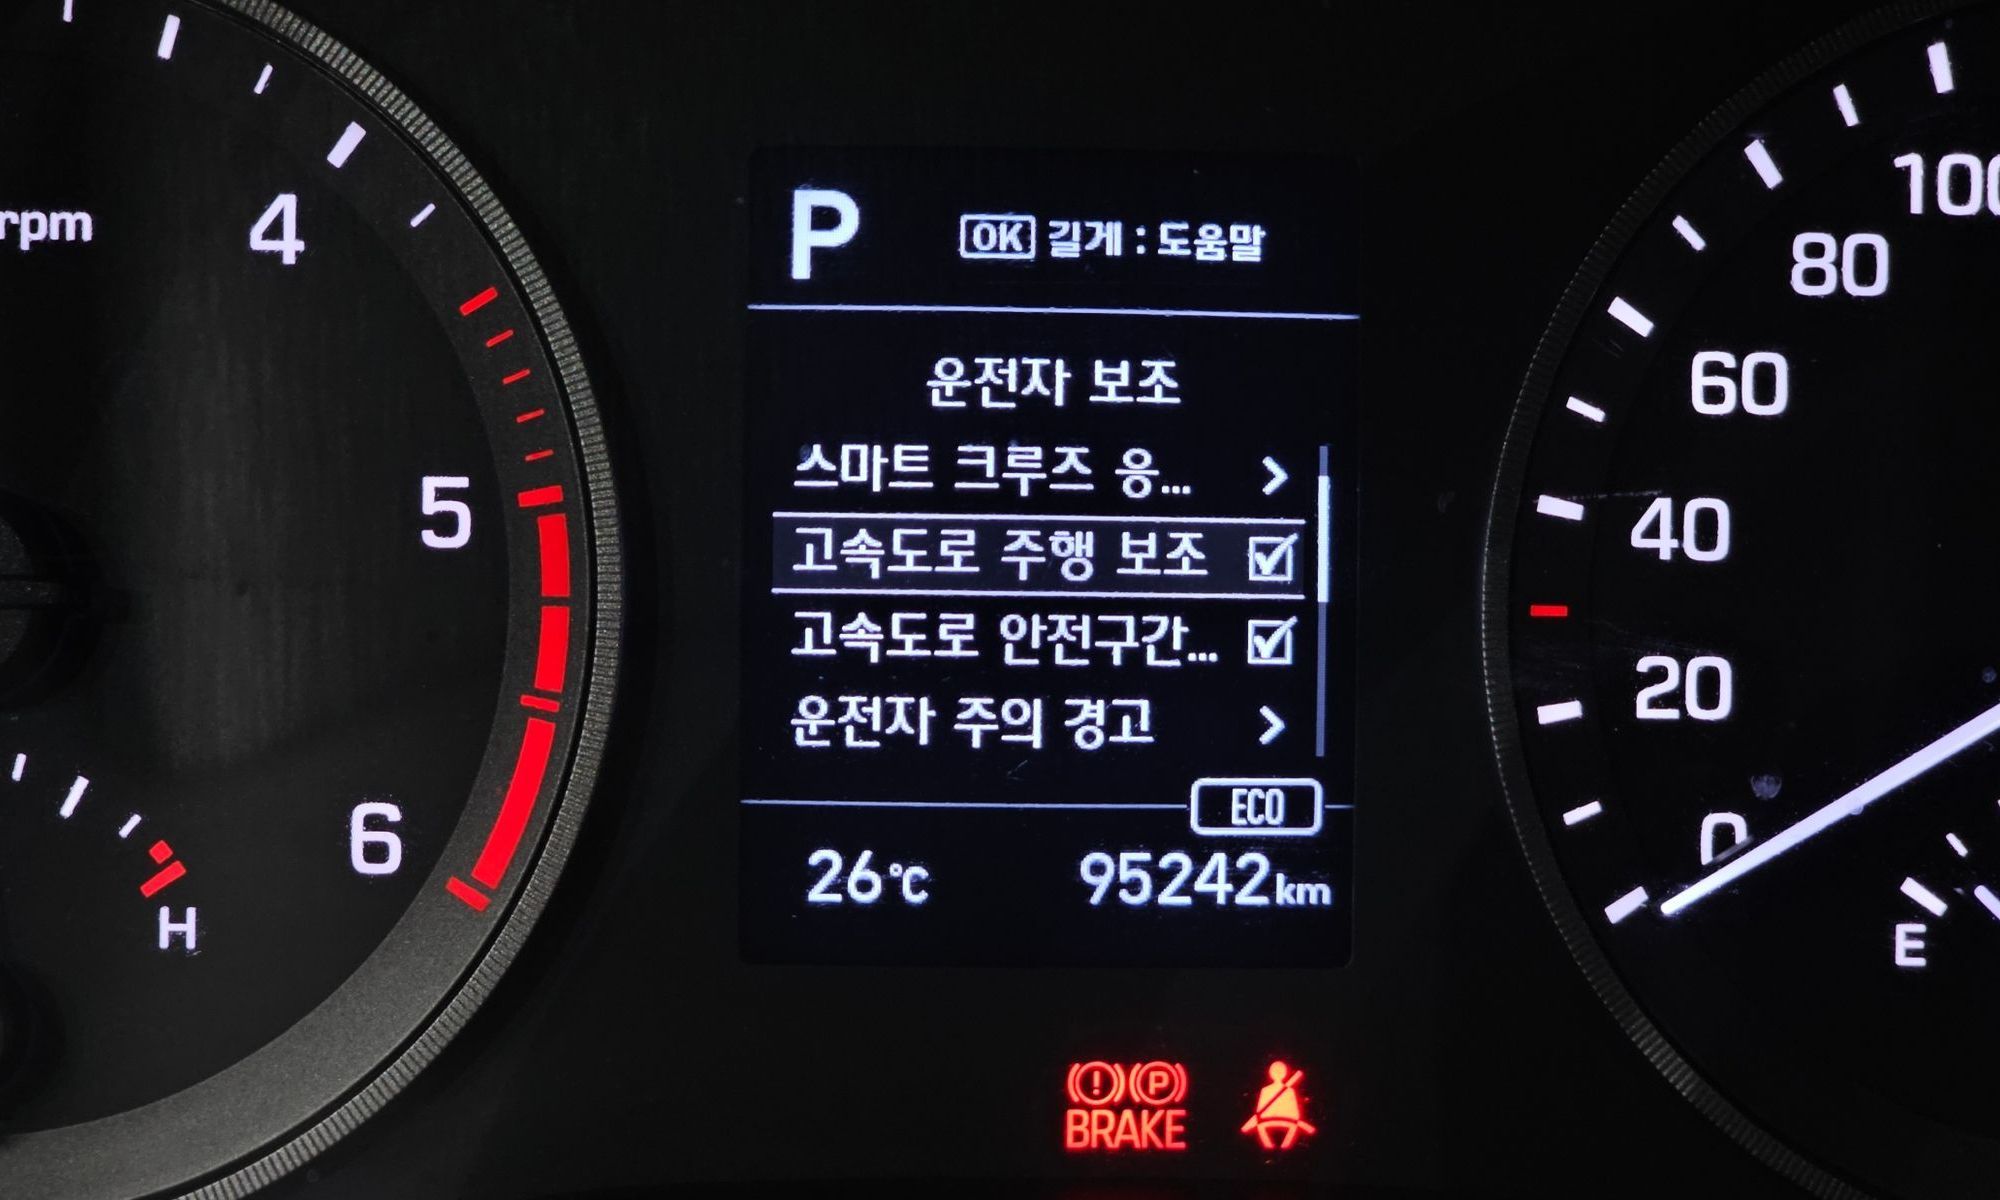 rpm
4
5
6
H
P OK 길게 : 도움말
운전자 보조
스마트 크루즈 응...
고속도로 주행 보조
고속도로 안전구간...
운전자 주의 경고
ECO
26℃ 95242km
BRAKE
P
100
80
60
40
20
0
E